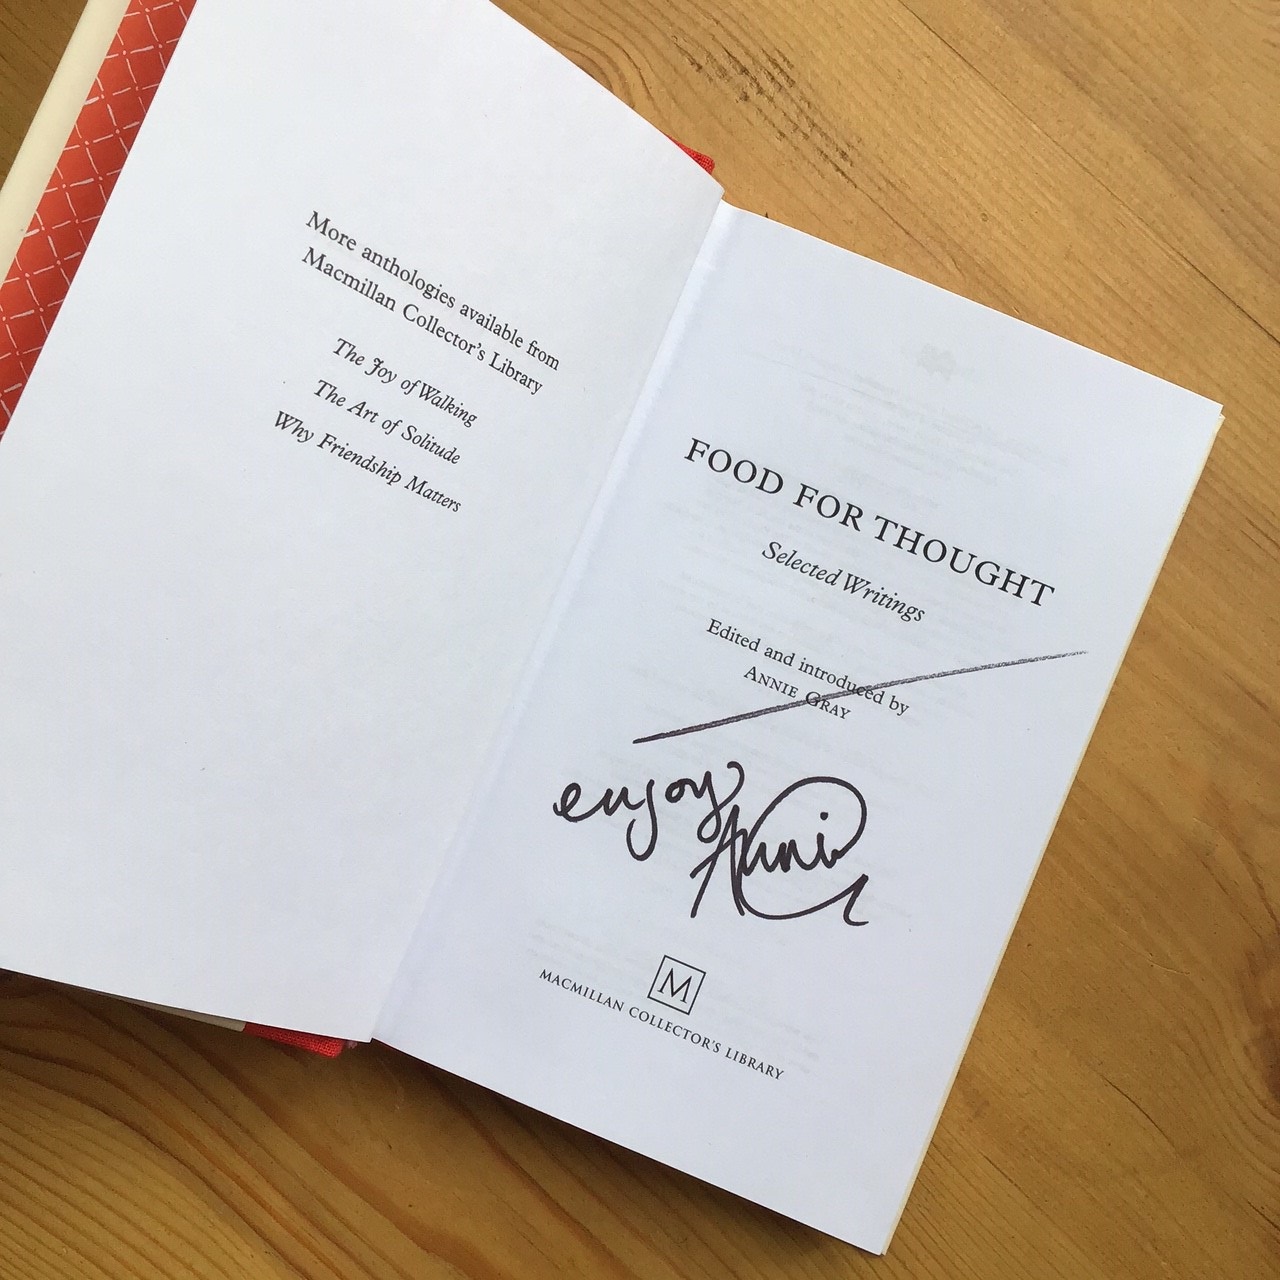 More anthologies available from
Macmillan Collector's Library
The Joy of Walking
The Art of Solitude
Why Friendship Matters
FOOD FOR THOUGHT
Selected Writings
Edited and introduced by
ANNIE GRAY
enjoy
Annie
M
MACMILLAN COLLECTOR'S LIBRARY